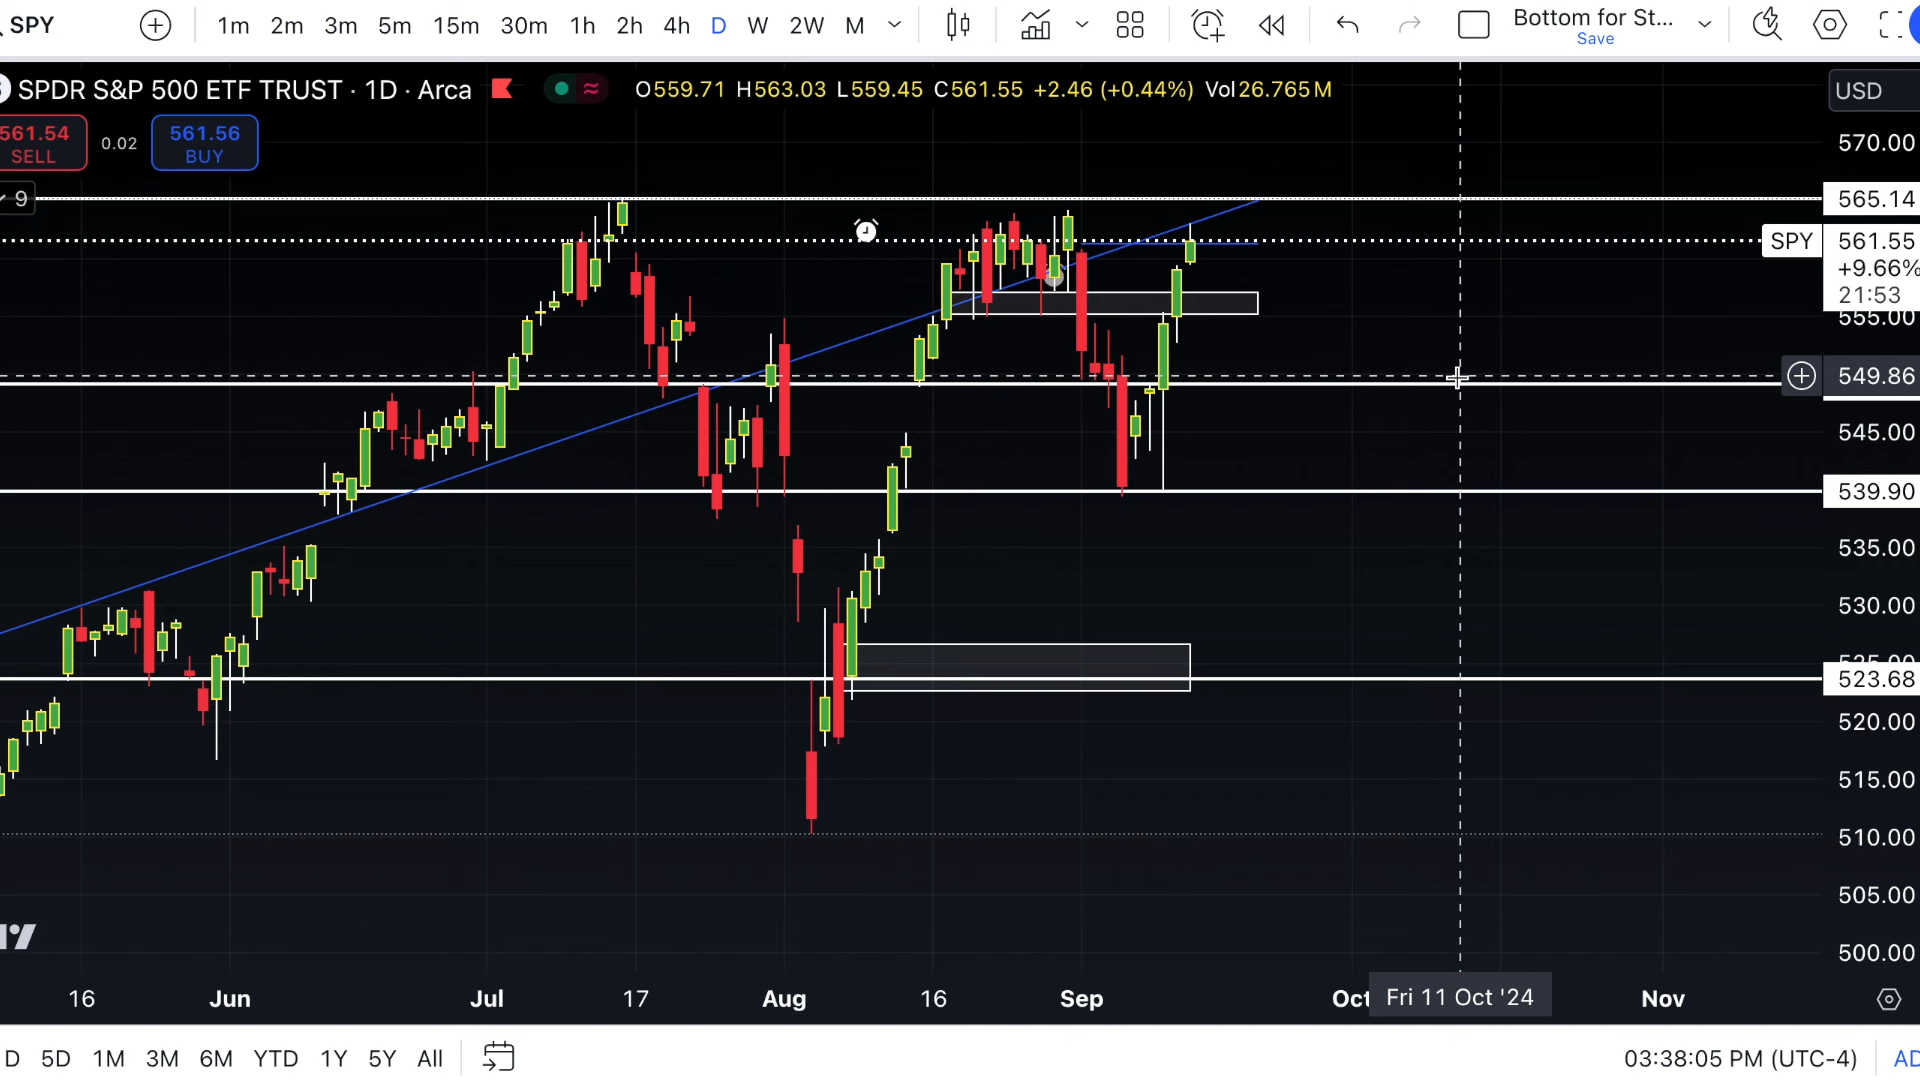 SPY 1m 2m 3m 5m 15m 30m 1h 2h 4h D W 2W M Bottom for St...
Save
SPDR S&P 500 ETF TRUST · 1D · Arca O559.71 H563.03 L559.45 C561.55 +2.46 (+0.44%) Vol26.765M
USD
561.54
SELL
0.02
561.56
BUY
9
570.00
565.14
SPY 561.55
+9.66%
21:53
555.00
549.86
545.00
539.90
535.00
530.00
523.68
520.00
515.00
510.00
505.00
500.00
16 Jun Jul 17 Aug 16 Sep Oct Fri 11 Oct '24 Nov
D 5D 1M 3M 6M YTD 1Y 5Y All 03:38:05 PM (UTC-4) AD